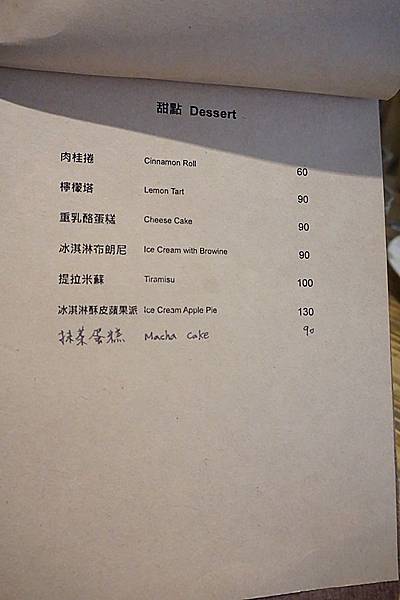 甜點 Dessert
肉桂捲 Cinnamon Roll 60
檸檬塔 Lemon Tart 90
重乳酪蛋糕 Cheese Cake 90
冰淇淋布朗尼 Ice Cream with Browine 90
提拉米蘇 Tiramisu 100
冰淇淋酥皮蘋果派 Ice Cream Apple Pie 130
抹茶蛋糕 Macha Cake 90